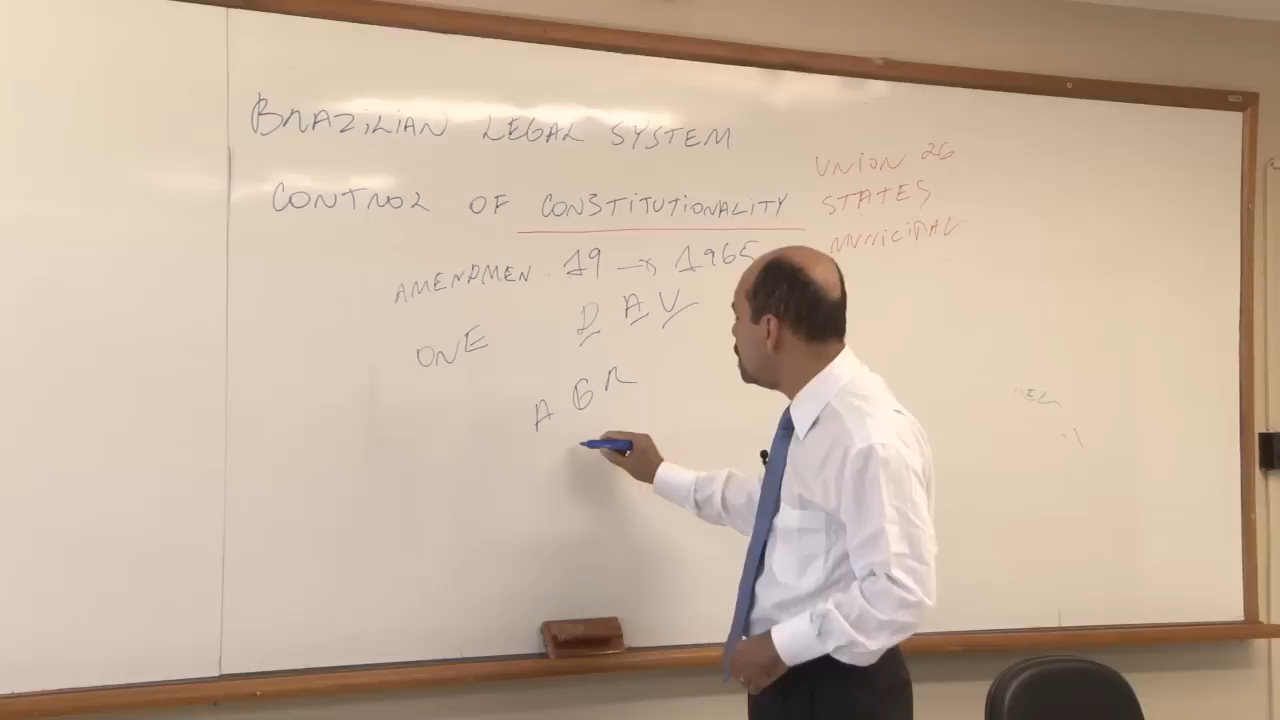 BRAZILIAN LEGAL SYSTEM
CONTROL OF CONSTITUTIONALITY
UNION 26
STATES
MUNICIPAL
AMENDMEN. 19 → 1965
ONE
D A V
A G R